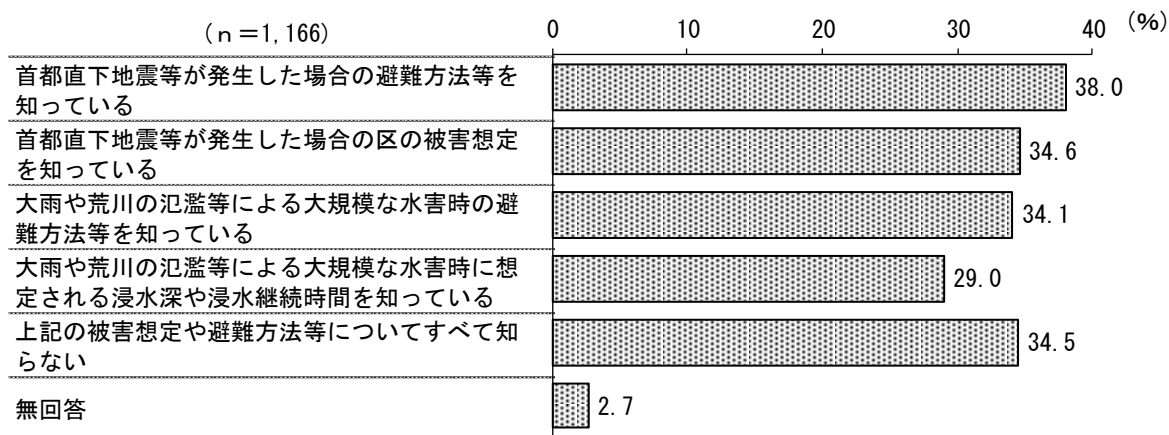 （ｎ＝1,166）
0 10 20 30 40 （％）
首都直下地震等が発生した場合の避難方法等を
知っている
38.0
首都直下地震等が発生した場合の区の被害想定
を知っている
34.6
大雨や荒川の氾濫等による大規模な水害時の避
難方法等を知っている
34.1
大雨や荒川の氾濫等による大規模な水害時に想
定される浸水深や浸水継続時間を知っている
29.0
上記の被害想定や避難方法等についてすべて知
らない
34.5
無回答
2.7